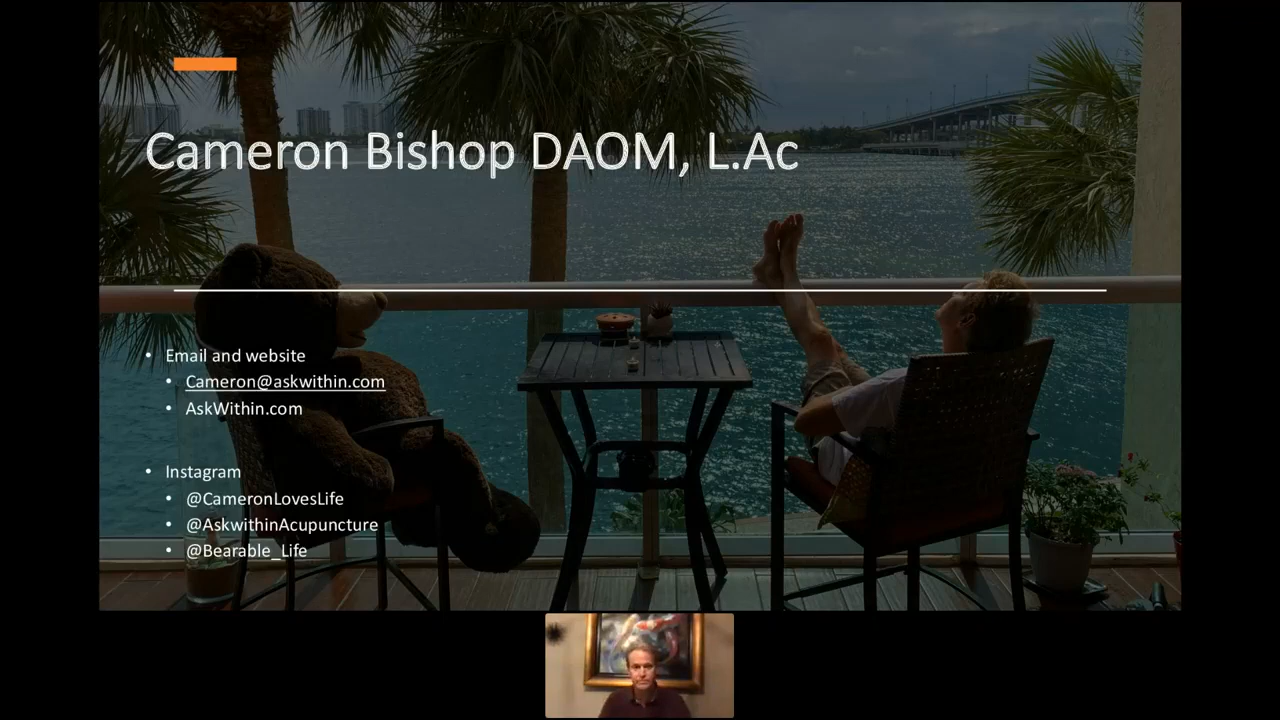 Cameron Bishop DAOM, L.Ac
• Email and website
• Cameron@askwithin.com
• AskWithin.com
• Instagram
• @CameronLovesLife
• @AskwithinAcupuncture
• @Bearable_Life